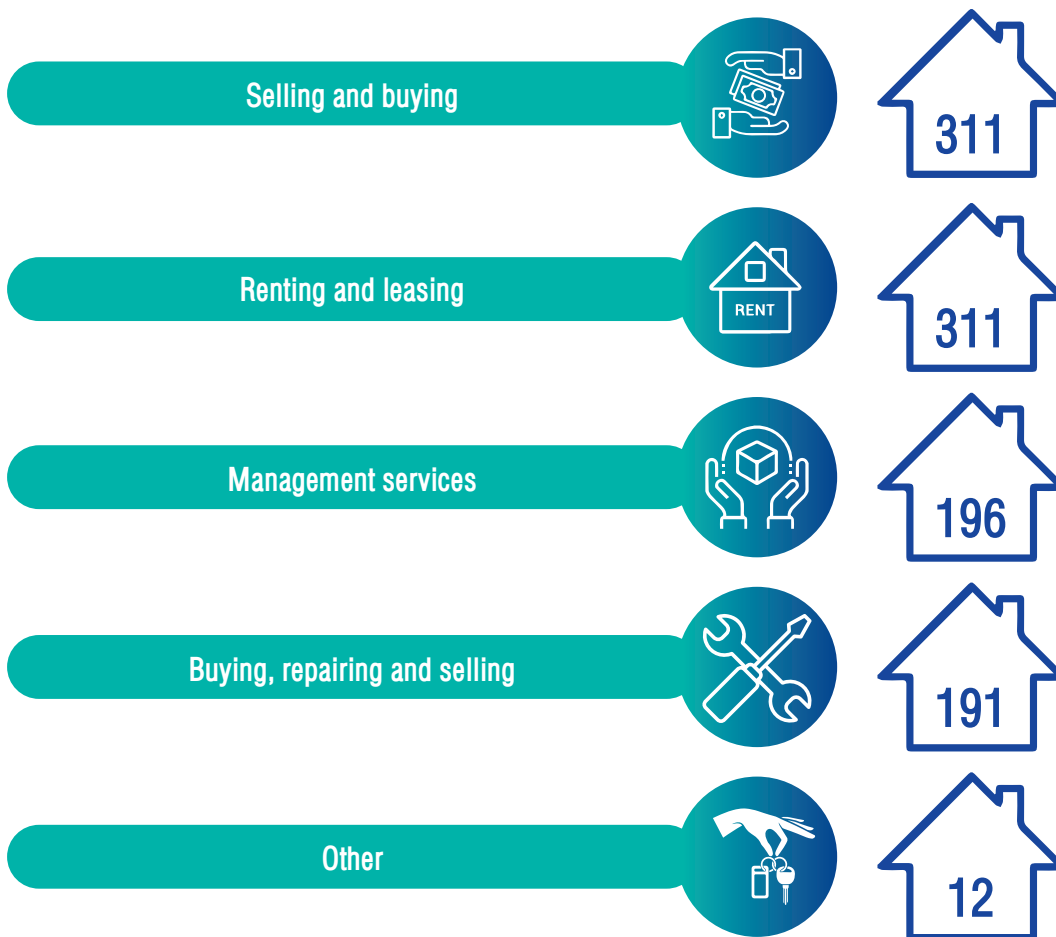 Selling and buying
311
Renting and leasing
RENT
311
Management services
196
Buying, repairing and selling
191
Other
12